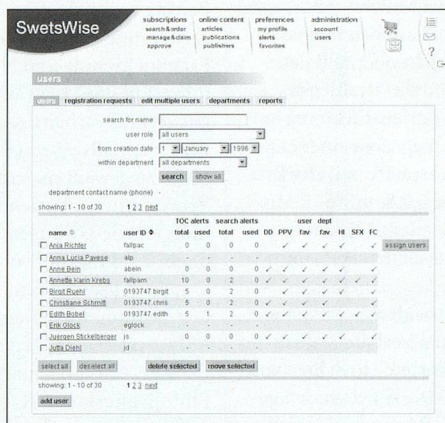 SwetsWise
subscriptions online content preferences administration
search & order articles my profile account
manage & claim publications alerts users
approve publishers favorites
?
users
users registration requests edit multiple users departments reports
search for name
user role all users
from creation date 1 January 1996
within department all departments
search show all
department contact name (phone) -
showing: 1 - 10 of 30 1 2 3 next
TOC alerts search alerts user dept
name user ID total used total used DD PPV fav fav HI SFX FC
Anja Richter fallpac 0 0 0 0 ✓ ✓ ✓ ✓ ✓ assign users
Anna Lucia Pavese alp - - - -
Anne Bein abein 0 0 0 0 ✓ ✓ ✓ ✓
Annette Karin Krebs fallpam 10 0 2 0 ✓ ✓ ✓ ✓ ✓ ✓ ✓
Birgit Ruehl 0193747.birgit 5 0 2 0 ✓ ✓ ✓ ✓ ✓
Christiane Schmitt 0193747.chris 5 0 2 0 ✓ ✓ ✓ ✓
Edith Bobel 0193747.edith 5 1 2 0 ✓ ✓ ✓ ✓ ✓ ✓ ✓
Erik Glock eglock - - - -
Juergen Stickelberger js 0 0 0 0 ✓ ✓ ✓ ✓ ✓ ✓
Jutta Diehl jd - - - -
select all deselect all delete selected move selected
showing: 1 - 10 of 30 1 2 3 next
add user